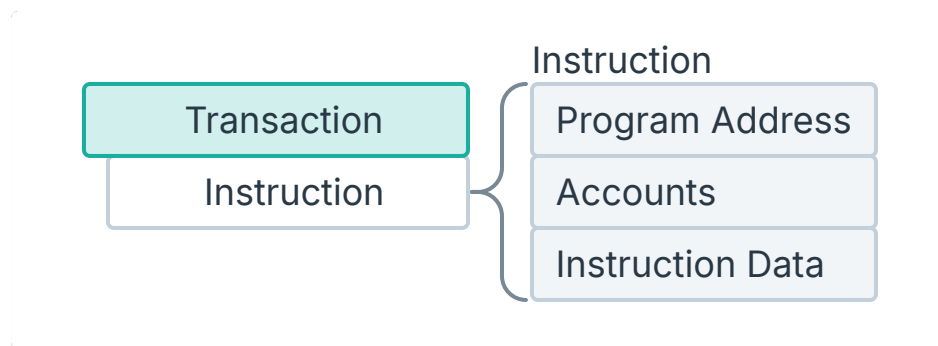 Transaction
Instruction
Instruction
Program Address
Accounts
Instruction Data